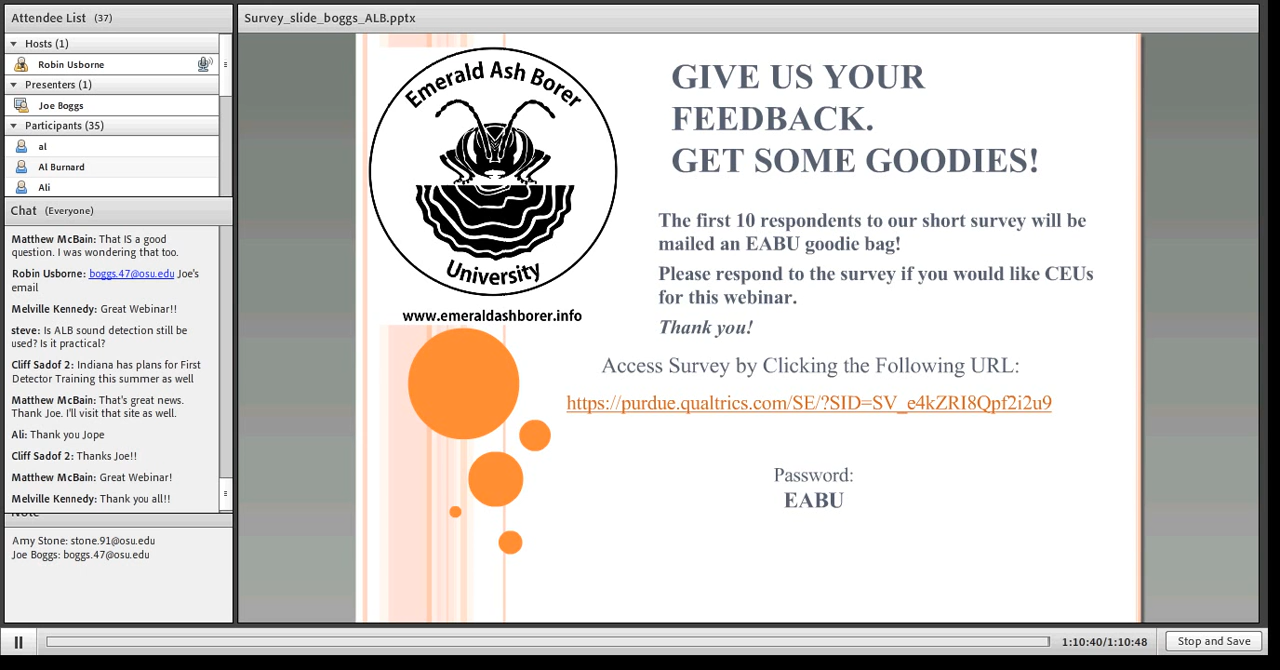 Attendee List (37)
Hosts (1)
Robin Usborne
Presenters (1)
Joe Boggs
Participants (35)
al
Al Burnard
Ali
Chat (Everyone)
Matthew McBain: That IS a good
question. I was wondering that too.
Robin Usborne: boggs.47@osu.edu Joe's
email
Melville Kennedy: Great Webinar!!
steve: Is ALB sound detection still be
used? Is it practical?
Cliff Sadof 2: Indiana has plans for First
Detector Training this summer as well
Matthew McBain: That's great news.
Thank Joe. I'll visit that site as well.
Ali: Thank you Jope
Cliff Sadof 2: Thanks Joe!!
Matthew McBain: Great Webinar!
Melville Kennedy: Thank you all!!
Note
Amy Stone: stone.91@osu.edu
Joe Boggs: boggs.47@osu.edu
Survey_slide_boggs_ALB.pptx
Emerald Ash Borer
University
www.emeraldashborer.info
GIVE US YOUR
FEEDBACK.
GET SOME GOODIES!
The first 10 respondents to our short survey will be
mailed an EABU goodie bag!
Please respond to the survey if you would like CEUs
for this webinar.
Thank you!
Access Survey by Clicking the Following URL:
https://purdue.qualtrics.com/SE/?SID=SV_e4kZRI8Qpf2i2u9
Password:
EABU
1:10:40/1:10:48
Stop and Save